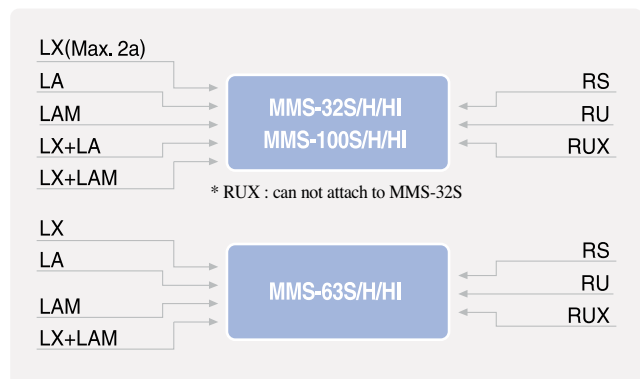 LX(Max. 2a)
LA
LAM
LX+LA
LX+LAM
MMS-32S/H/HI
MMS-100S/H/HI
RS
RU
RUX
* RUX : can not attach to MMS-32S
LX
LA
LAM
LX+LAM
MMS-63S/H/HI
RS
RU
RUX